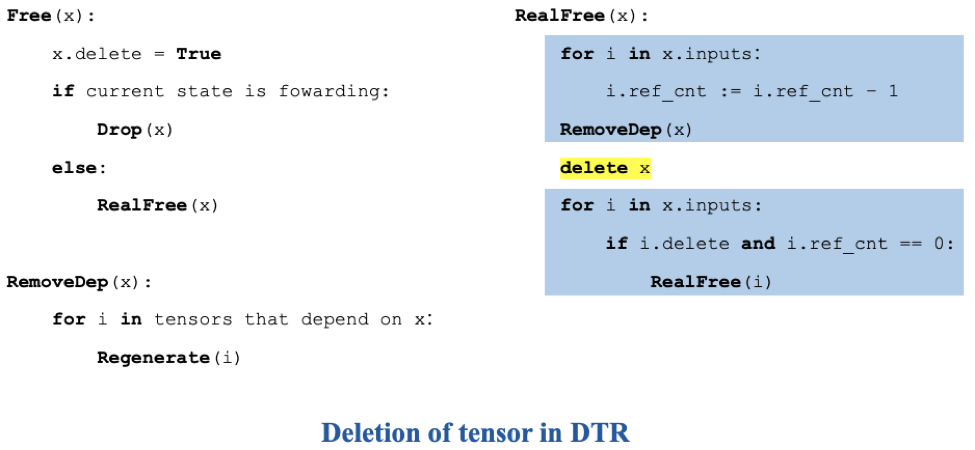 Free(x):
x.delete = True
if current state is fowarding:
Drop(x)
else:
RealFree(x)
RemoveDep(x):
for i in tensors that depend on x:
Regenerate(i)
RealFree(x):
for i in x.inputs:
i.ref_cnt := i.ref_cnt - 1
RemoveDep(x)
delete x
for i in x.inputs:
if i.delete and i.ref_cnt == 0:
RealFree(i)
Deletion of tensor in DTR